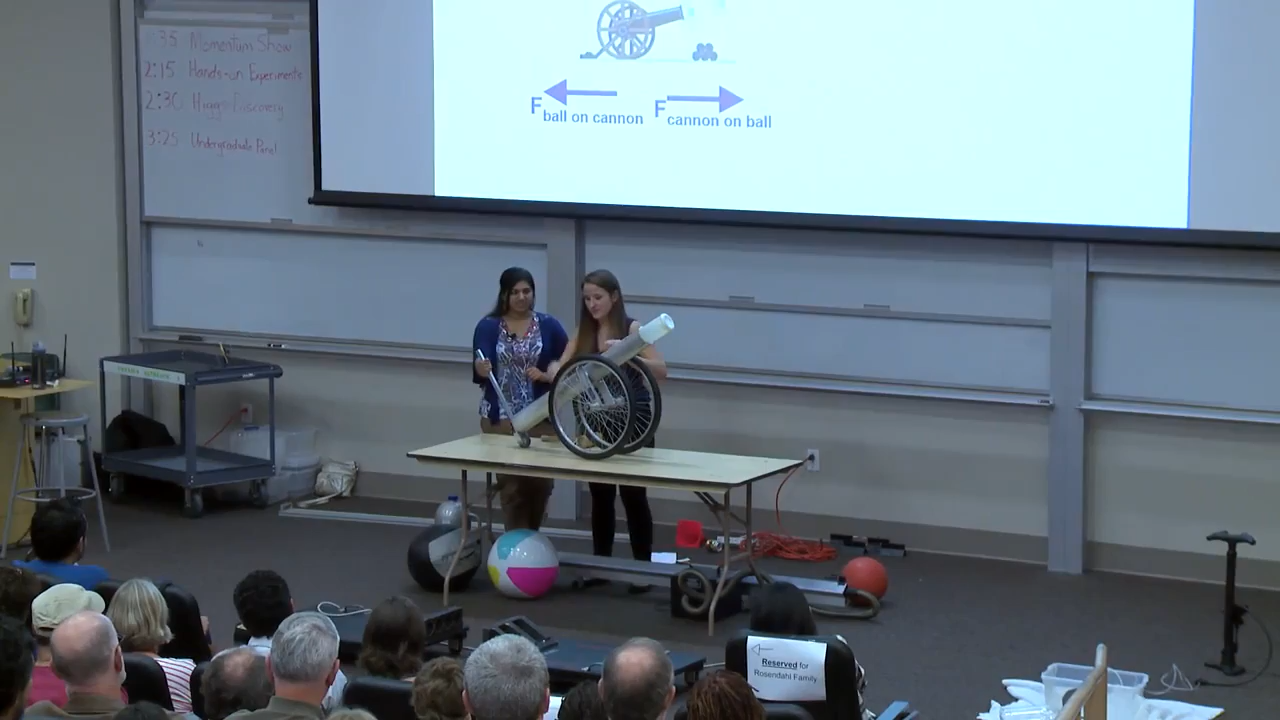 :35 Momentum Show
2:15 Hands-on Experiments
2:30 Higgs Discovery
3:25 Undergraduate Panel
F ball on cannon F cannon on ball
Reserved for
Rosendahl Family